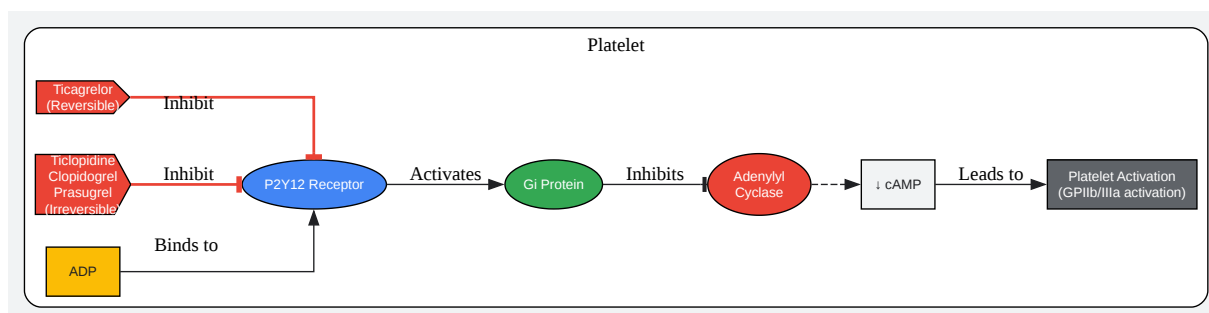 Platelet
Ticagrelor
(Reversible)
Inhibit
Ticlopidine
Clopidogrel
Prasugrel
(Irreversible)
Inhibit
P2Y12 Receptor
Activates
Gi Protein
Inhibits
Adenylyl
Cyclase
↓ cAMP
Leads to
Platelet Activation
(GPIIb/IIIa activation)
Binds to
ADP